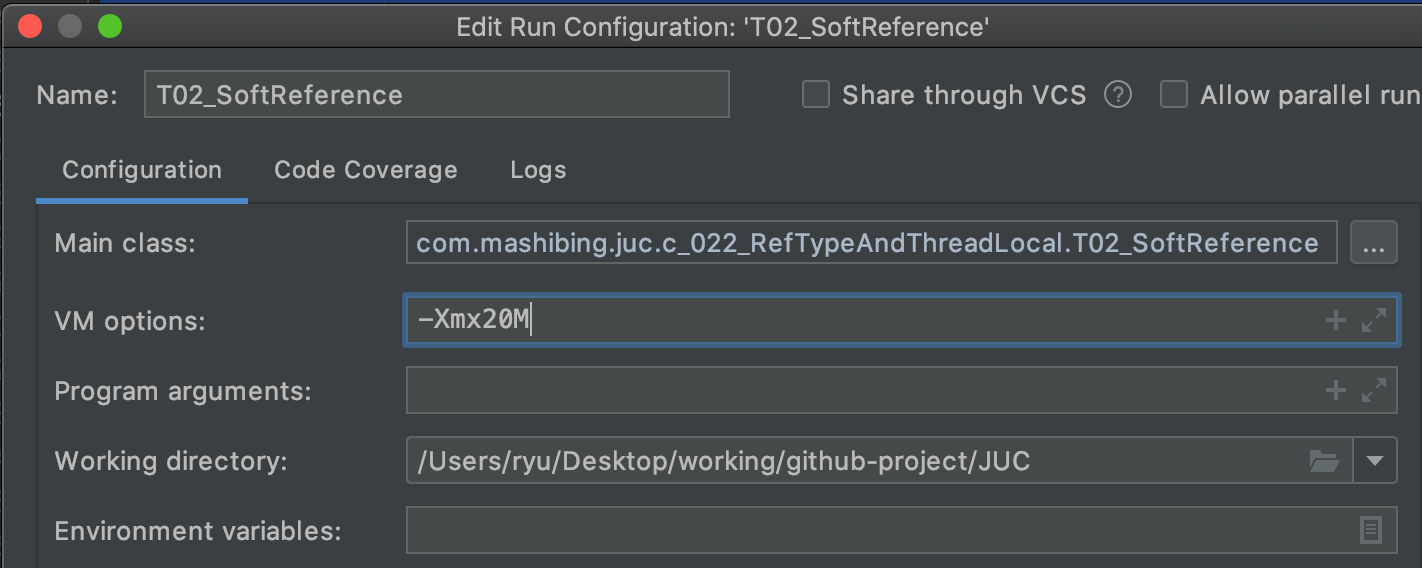 Edit Run Configuration: 'T02_SoftReference'
Name: T02_SoftReference Share through VCS ? Allow parallel run
Configuration Code Coverage Logs
Main class: com.mashibing.juc.c_022_RefTypeAndThreadLocal.T02_SoftReference ...
VM options: -Xmx20M
Program arguments:
Working directory: /Users/ryu/Desktop/working/github-project/JUC
Environment variables: